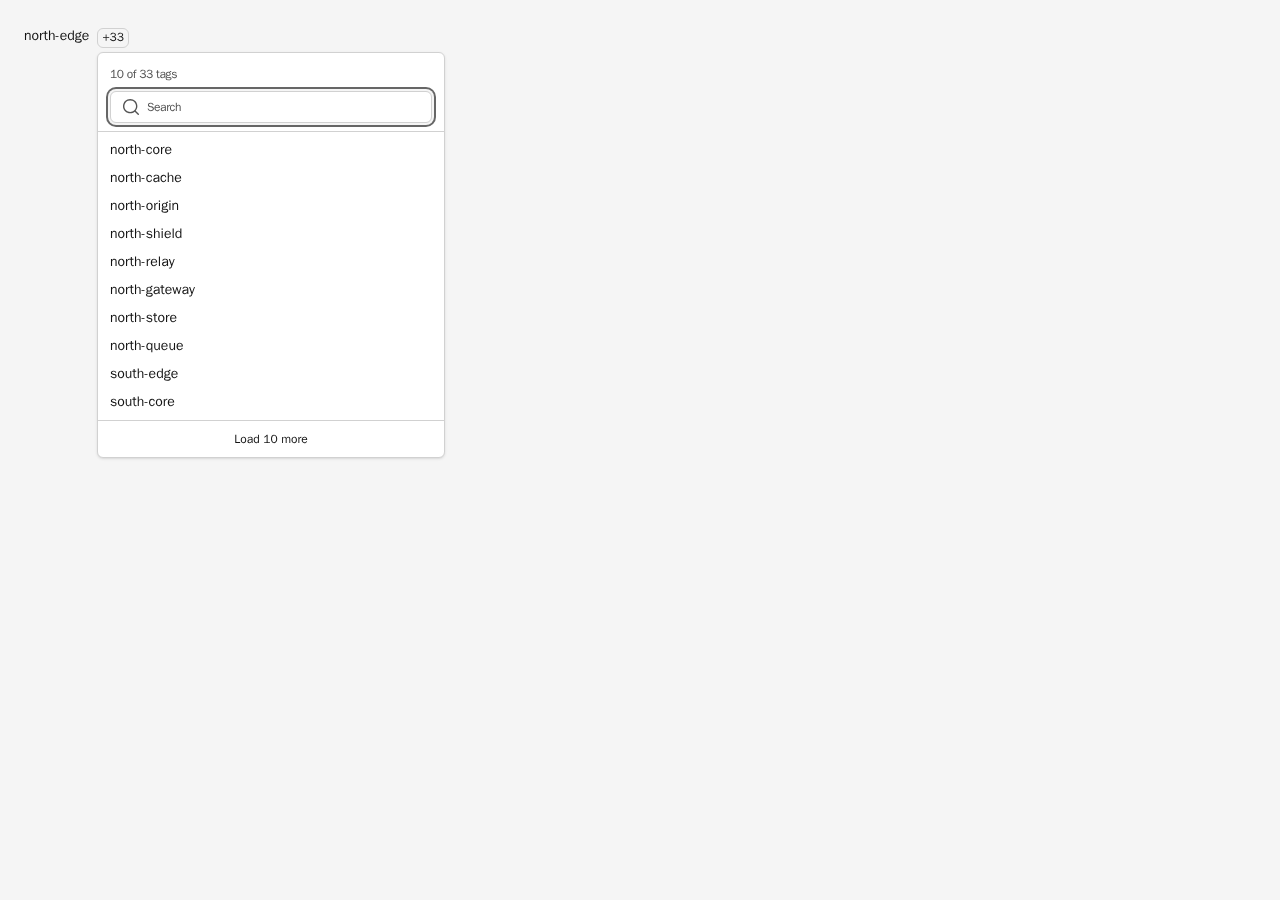 north-edge +33
10 of 33 tags
Search
north-core
north-cache
north-origin
north-shield
north-relay
north-gateway
north-store
north-queue
south-edge
south-core
Load 10 more